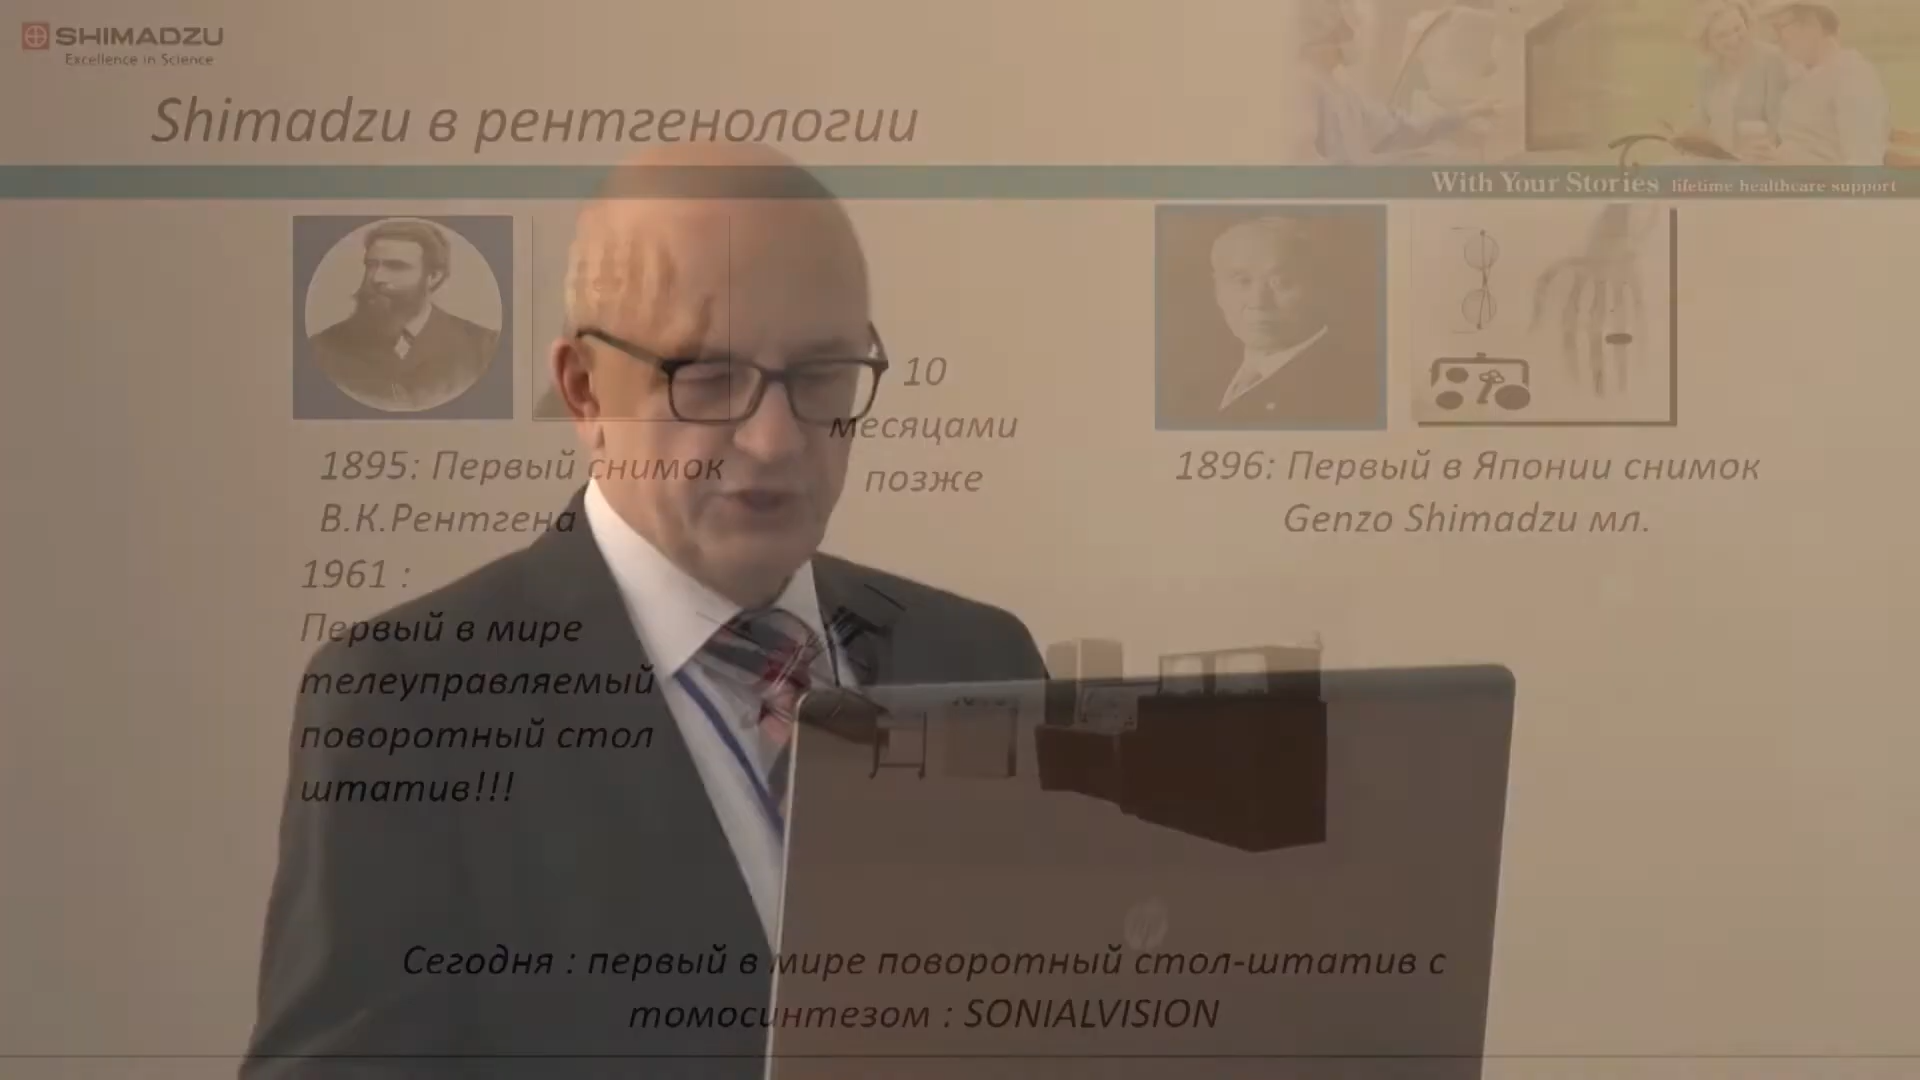 SHIMADZU
Excellence in Science
Shimadzu в рентгенологии
With Your Stories lifetime healthcare support
10
месяцами
позже
1895: Первый снимок
В.К.Рентгена
1896: Первый в Японии снимок
Genzo Shimadzu мл.
1961 :
Первый в мире
телеуправляемый
поворотный стол
штатив!!!
hp
Сегодня : первый в мире поворотный стол-штатив с
томосинтезом : SONIALVISION